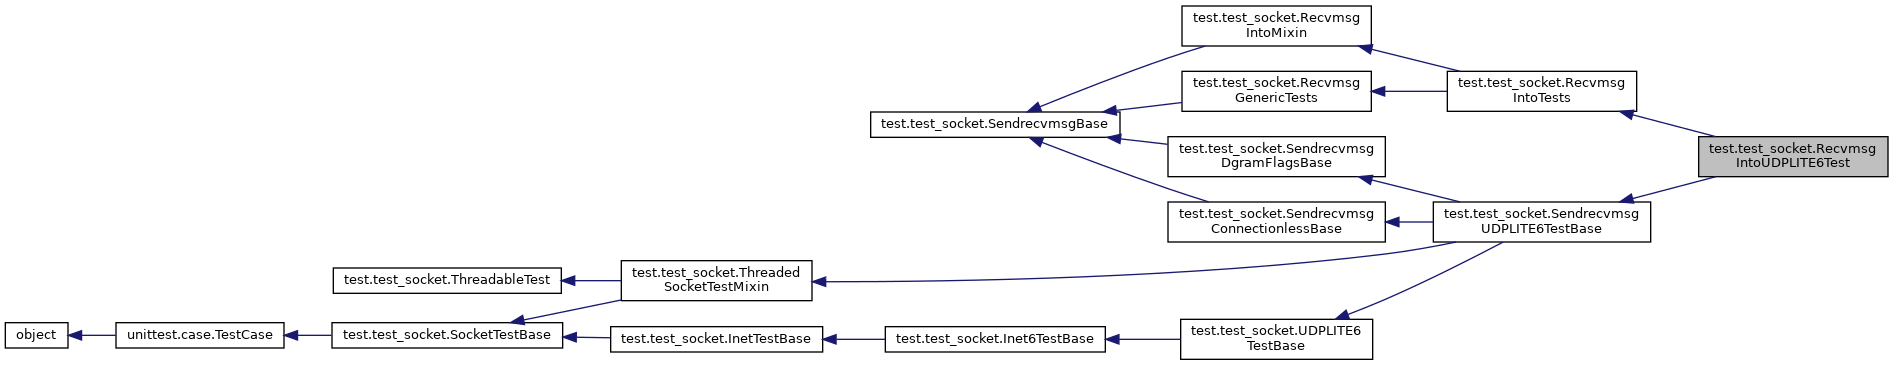 test.test_socket.Recvmsg
IntoMixin
test.test_socket.Recvmsg
GenericTests
test.test_socket.Recvmsg
IntoTests
test.test_socket.SendrecvmsgBase
test.test_socket.Sendrecvmsg
DgramFlagsBase
test.test_socket.Recvmsg
IntoUDPLITE6Test
test.test_socket.Sendrecvmsg
ConnectionlessBase
test.test_socket.Sendrecvmsg
UDPLITE6TestBase
test.test_socket.ThreadableTest
test.test_socket.Threaded
SocketTestMixin
object
unittest.case.TestCase
test.test_socket.SocketTestBase
test.test_socket.InetTestBase
test.test_socket.Inet6TestBase
test.test_socket.UDPLITE6
TestBase